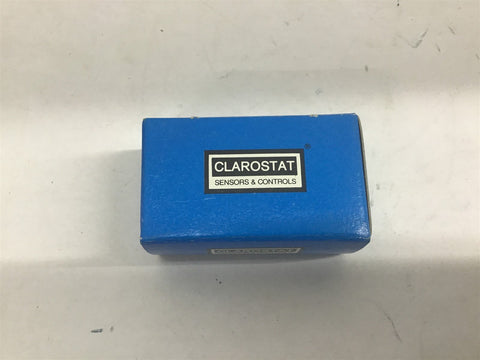 CLAROSTAT
®
SENSORS & CONTROLS